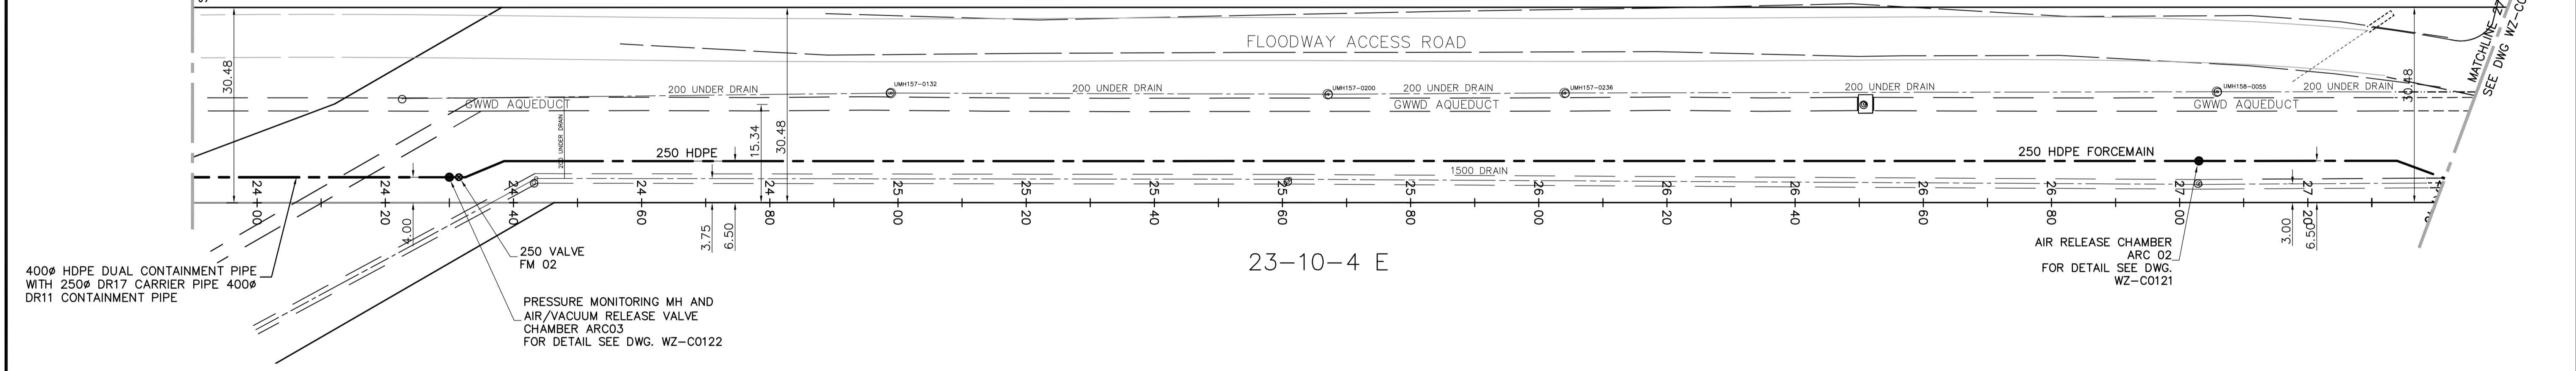 FLOODWAY ACCESS ROAD
MATCHLINE 27
SEE DWG WZ-C0
30.48
30.48
30.48
15.34
200 UNDER DRAIN
UMH157-0132
200 UNDER DRAIN
UMH157-0200
200 UNDER DRAIN
UMH157-0236
200 UNDER DRAIN
UMH158-0055
200 UNDER DRAIN
GWWD AQUEDUCT
GWWD AQUEDUCT
GWWD AQUEDUCT
200 UNDER DRAIN
250 HDPE
250 HDPE FORCEMAIN
1500 DRAIN
24 00
24 20
24 40
24 60
24 80
25 00
25 20
25 40
25 60
25 80
26 00
26 20
26 40
26 60
26 80
27 00
27 20
4.00
3.75
6.50
3.00
6.50
250 VALVE
FM 02
400ø HDPE DUAL CONTAINMENT PIPE
WITH 250ø DR17 CARRIER PIPE 400ø
DR11 CONTAINMENT PIPE
PRESSURE MONITORING MH AND
AIR/VACUUM RELEASE VALVE
CHAMBER ARC03
FOR DETAIL SEE DWG. WZ-C0122
23-10-4 E
AIR RELEASE CHAMBER
ARC 02
FOR DETAIL SEE DWG.
WZ-C0121